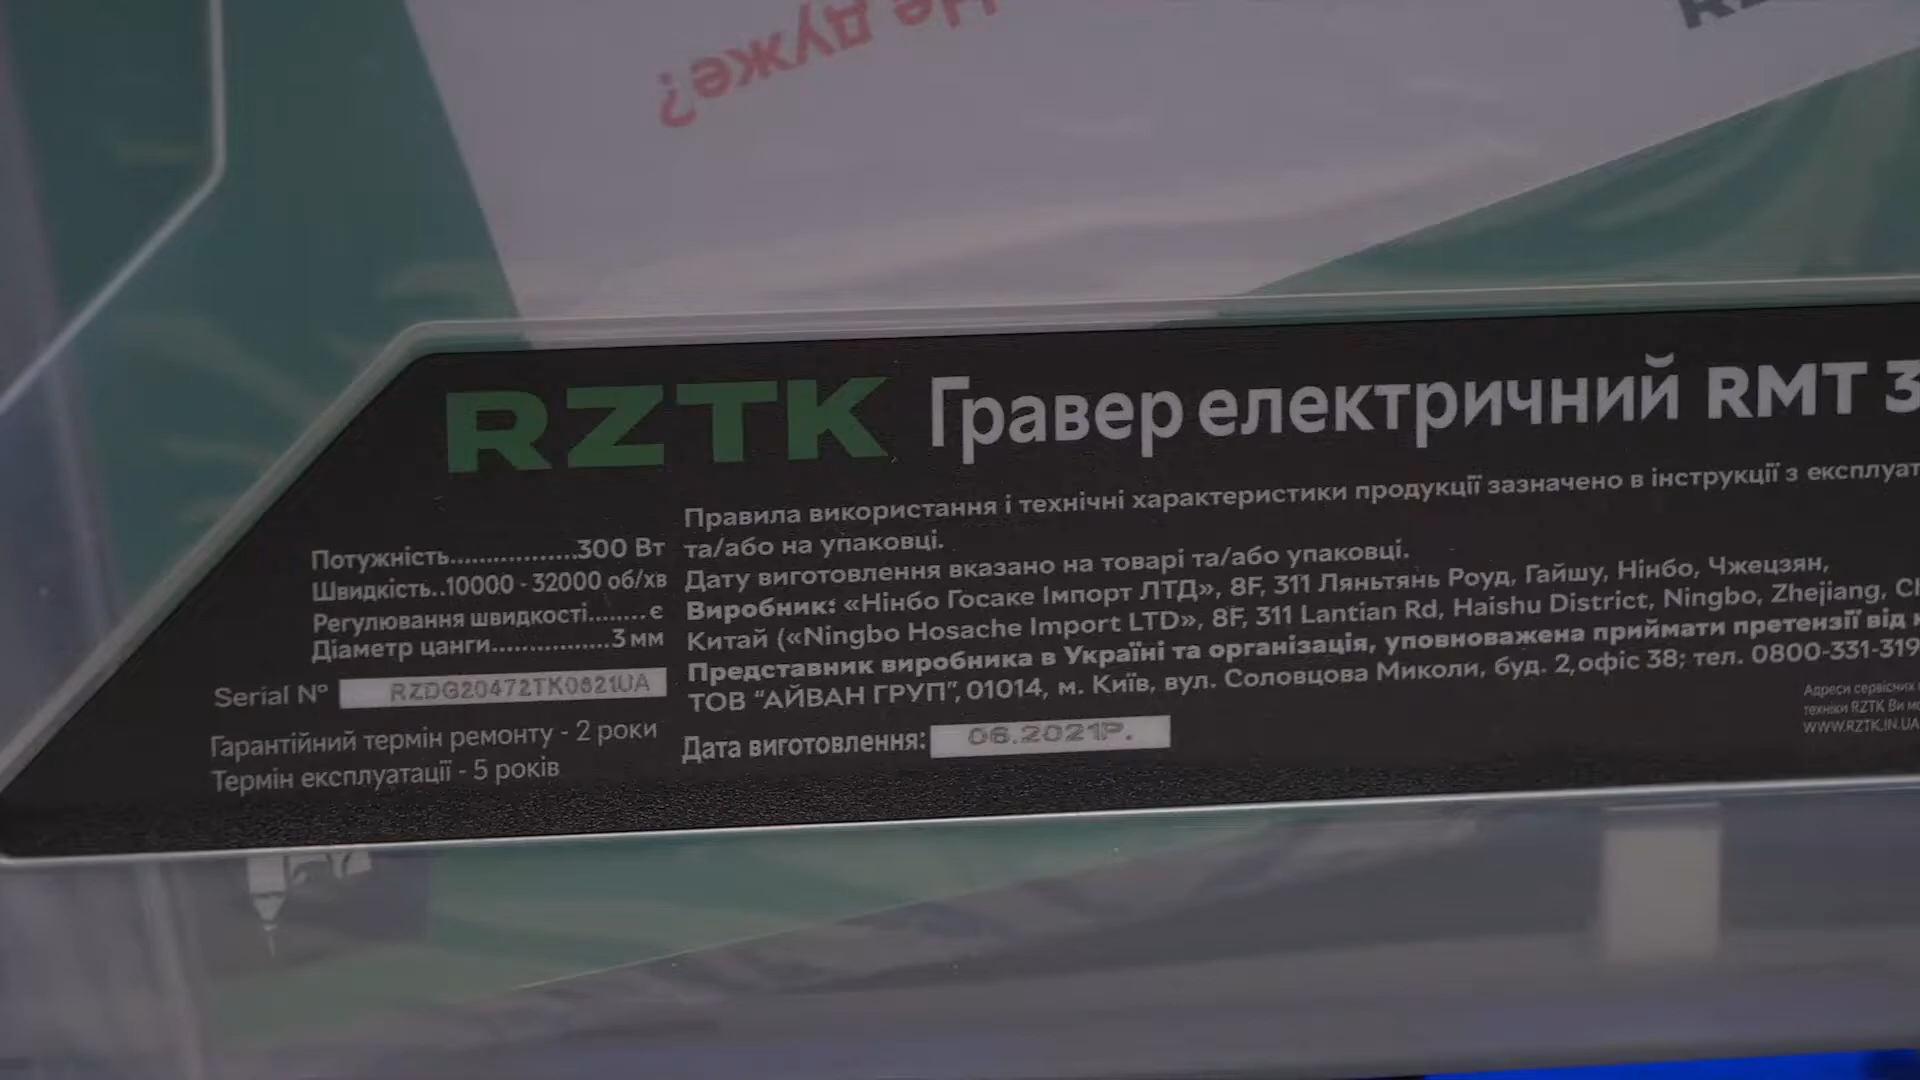 Не дуже?
RZTK Гравер електричний RMT 3
Правила використання і технічні характеристики продукції зазначено в інструкції з експлуат
та/або на упаковці.
Дату виготовлення вказано на товарі та/або упаковці.
Виробник: «Нінбо Госаке Імпорт ЛТД», 8F, 311 Ляньтянь Роуд, Гайшу, Нінбо, Чжецзян,
Китай («Ningbo Hosache Import LTD», 8F, 311 Lantian Rd, Haishu District, Ningbo, Zhejiang,
Представник виробника в Україні та організація, уповноважена приймати претензії від
ТОВ "АЙВАН ГРУП", 01014, м. Київ, вул. Соловцова Миколи, буд. 2,офіс 38; тел. 0800-331-319
Дата виготовлення: 06.2021Р.
Потужність.................300 Вт
Швидкість..10000 - 32000 об/хв
Регулювання швидкості........є
Діаметр цанги................3 мм
Serial № RZDG20472TK0621UA
Гарантійний термін ремонту - 2 роки
Термін експлуатації - 5 років
Адреси сервісних
техніки RZTK Ви
WWW.RZTK.IN.UA